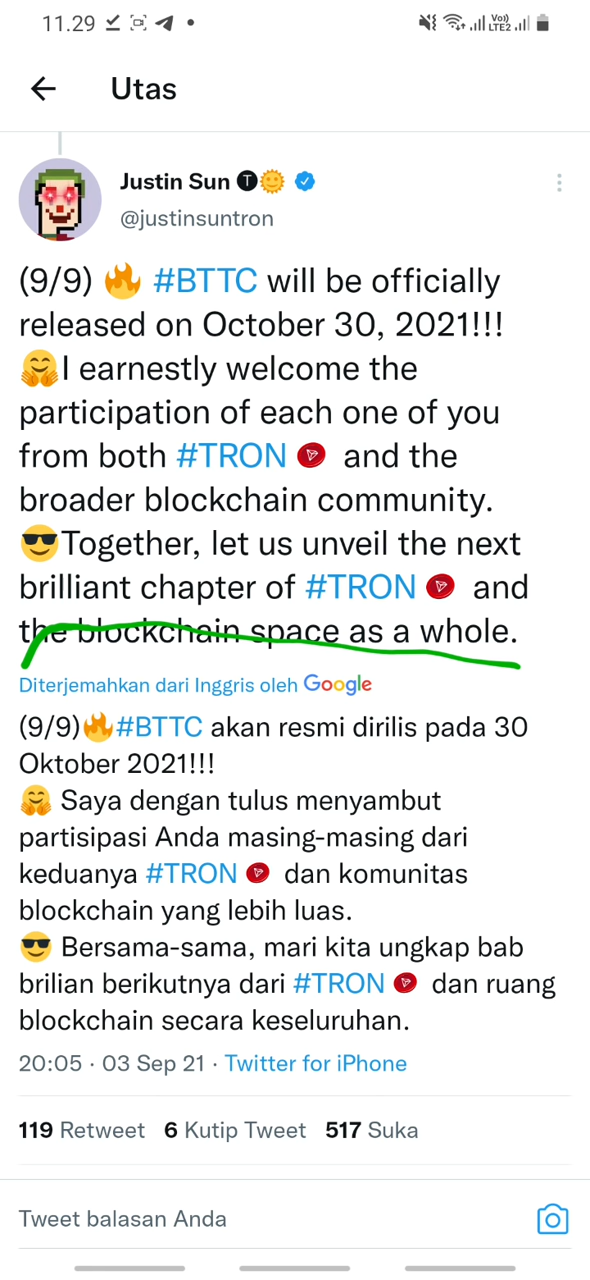 11.29
Vo))
LTE2
Utas
Justin Sun T🌞
@justinsuntron
(9/9) 🔥 #BTTC will be officially
released on October 30, 2021!!!
🤗I earnestly welcome the
participation of each one of you
from both #TRON and the
broader blockchain community.
😎Together, let us unveil the next
brilliant chapter of #TRON and
the blockchain space as a whole.
Diterjemahkan dari Inggris oleh Google
(9/9)🔥#BTTC akan resmi dirilis pada 30
Oktober 2021!!!
🤗 Saya dengan tulus menyambut
partisipasi Anda masing-masing dari
keduanya #TRON dan komunitas
blockchain yang lebih luas.
😎 Bersama-sama, mari kita ungkap bab
brilian berikutnya dari #TRON dan ruang
blockchain secara keseluruhan.
20:05 · 03 Sep 21 · Twitter for iPhone
119 Retweet 6 Kutip Tweet 517 Suka
Tweet balasan Anda